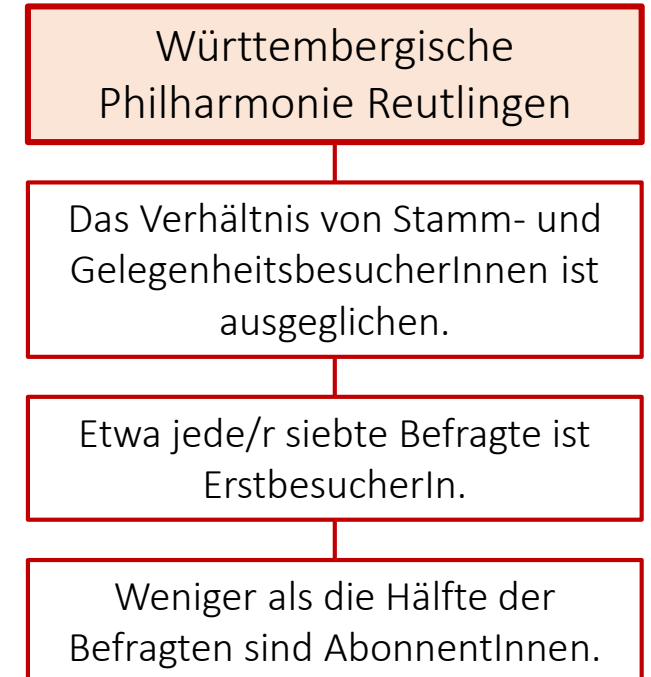 Württembergische
Philharmonie Reutlingen
Das Verhältnis von Stamm- und
GelegenheitsbesucherInnen ist
ausgeglichen.
Etwa jede/r siebte Befragte ist
ErstbesucherIn.
Weniger als die Hälfte der
Befragten sind AbonnentInnen.